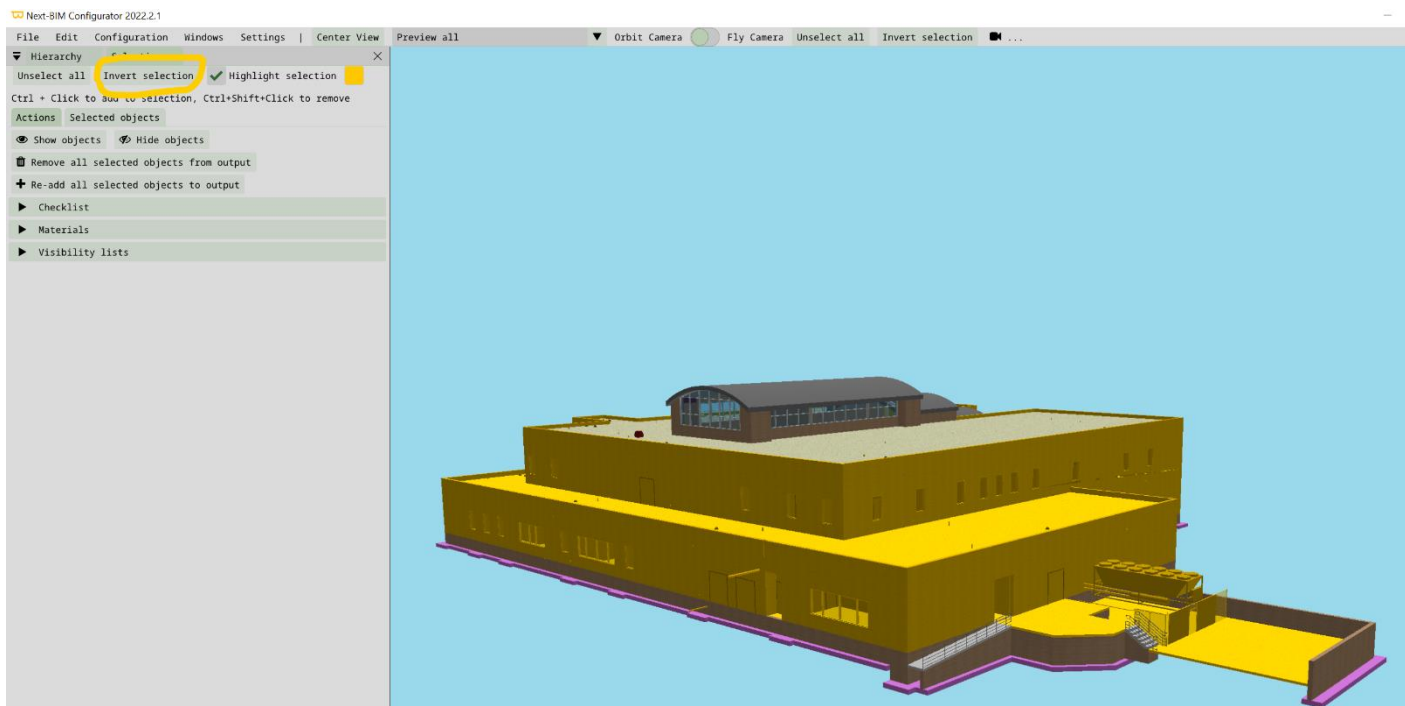 Next-BIM Configurator 2022.2.1
File Edit Configuration Windows Settings | Center View Preview all Orbit Camera Fly Camera Unselect all Invert selection ...
Hierarchy
Unselect all Invert selection Highlight selection
Ctrl + Click to add to selection, Ctrl+Shift+Click to remove
Actions Selected objects
Show objects Hide objects
Remove all selected objects from output
Re-add all selected objects to output
Checklist
Materials
Visibility lists